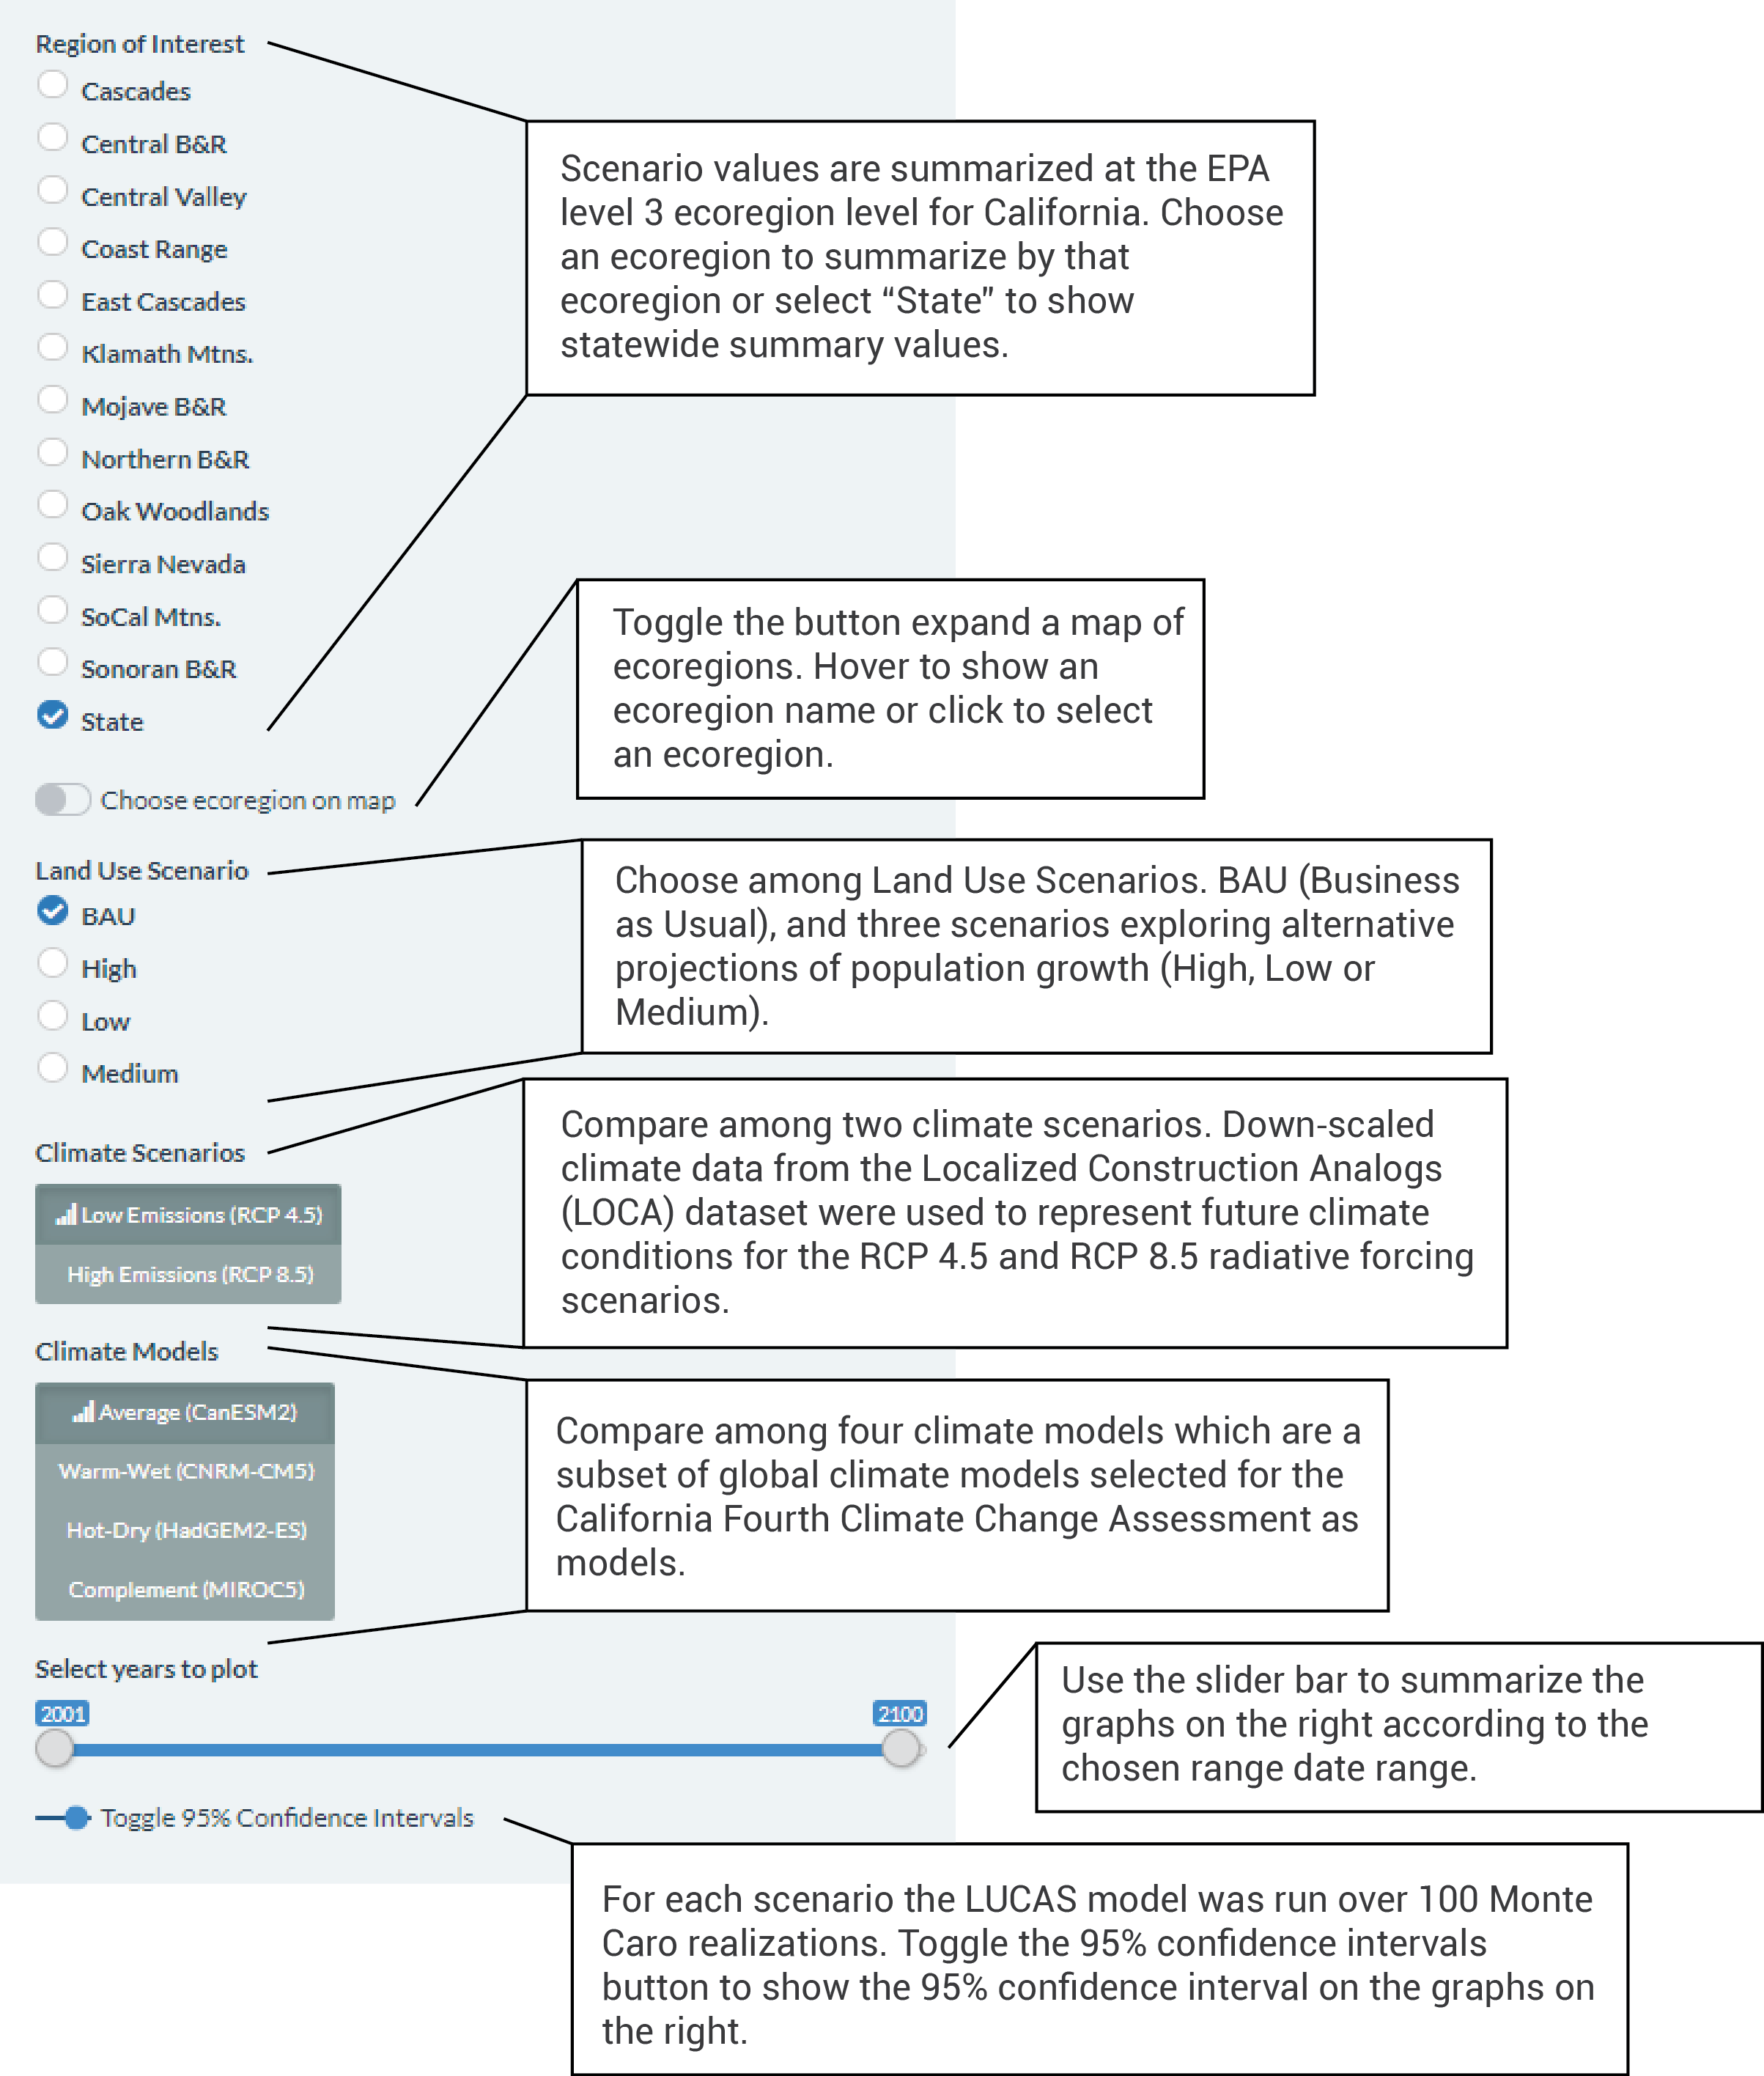 Region of Interest
Cascades
Central B&R
Central Valley
Coast Range
East Cascades
Klamath Mtns.
Mojave B&R
Northern B&R
Oak Woodlands
Sierra Nevada
SoCal Mtns.
Sonoran B&R
State
Scenario values are summarized at the EPA
level 3 ecoregion level for California. Choose
an ecoregion to summarize by that
ecoregion or select “State” to show
statewide summary values.
Choose ecoregion on map
Toggle the button expand a map of
ecoregions. Hover to show an
ecoregion name or click to select
an ecoregion.
Land Use Scenario
BAU
High
Low
Medium
Choose among Land Use Scenarios. BAU (Business
as Usual), and three scenarios exploring alternative
projections of population growth (High, Low or
Medium).
Climate Scenarios
Low Emissions (RCP 4.5)
High Emissions (RCP 8.5)
Compare among two climate scenarios. Down-scaled
climate data from the Localized Construction Analogs
(LOCA) dataset were used to represent future climate
conditions for the RCP 4.5 and RCP 8.5 radiative forcing
scenarios.
Climate Models
Average (CanESM2)
Warm-Wet (CNRM-CM5)
Hot-Dry (HadGEM2-ES)
Complement (MIROC5)
Compare among four climate models which are a
subset of global climate models selected for the
California Fourth Climate Change Assessment as
models.
Select years to plot
2001
2100
Use the slider bar to summarize the
graphs on the right according to the
chosen range date range.
Toggle 95% Confidence Intervals
For each scenario the LUCAS model was run over 100 Monte
Caro realizations. Toggle the 95% confidence intervals
button to show the 95% confidence interval on the graphs on
the right.